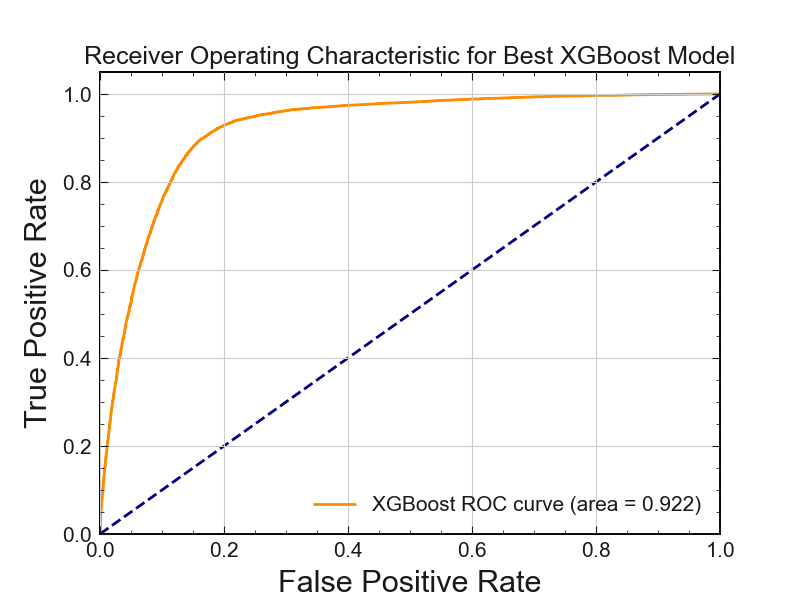 Receiver Operating Characteristic for Best XGBoost Model
1.0
0.8
0.6
0.4
0.2
0.0
True Positive Rate
XGBoost ROC curve (area = 0.922)
0.0 0.2 0.4 0.6 0.8 1.0
False Positive Rate